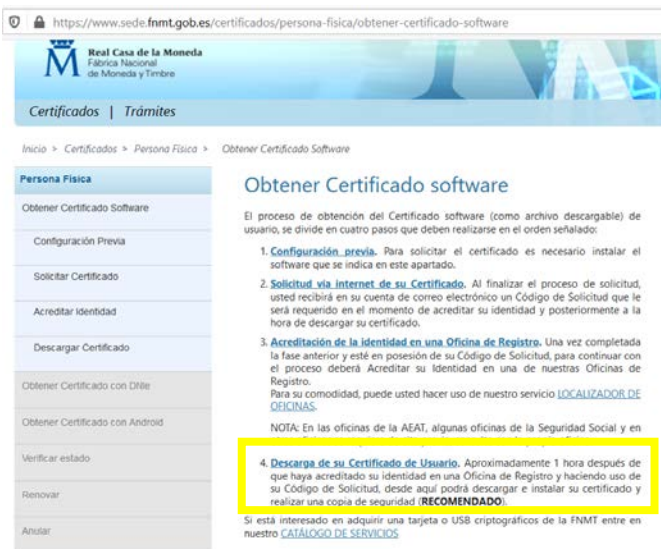 https://www.sede.fnmt.gob.es/certificados/persona-fisica/obtener-certificado-software
Real Casa de la Moneda
Fábrica Nacional
de Moneda y Timbre
Certificados | Trámites
Inicio > Certificados > Persona Física > Obtener Certificado Software
Persona Física
Obtener Certificado Software
Configuración Previa
Solicitar Certificado
Acreditar Identidad
Descargar Certificado
Obtener Certificado con DNIe
Obtener Certificado con Android
Verificar estado
Renovar
Anular
Obtener Certificado software
El proceso de obtención del Certificado software (como archivo descargable) de
usuario, se divide en cuatro pasos que deben realizarse en el orden señalado:
1. Configuración previa. Para solicitar el certificado es necesario instalar el
software que se indica en este apartado.
2. Solicitud vía internet de su Certificado. Al finalizar el proceso de solicitud,
usted recibirá en su cuenta de correo electrónico un Código de Solicitud que le
será requerido en el momento de acreditar su identidad y posteriormente a la
hora de descargar su certificado.
3. Acreditación de la identidad en una Oficina de Registro. Una vez completada
la fase anterior y esté en posesión de su Código de Solicitud, para continuar con
el proceso deberá Acreditar su Identidad en una de nuestras Oficinas de
Registro.
Para su comodidad, puede usted hacer uso de nuestro servicio LOCALIZADOR DE
OFICINAS.
NOTA: En las oficinas de la AEAT, algunas oficinas de la Seguridad Social y en
4. Descarga de su Certificado de Usuario. Aproximadamente 1 hora después de
que haya acreditado su identidad en una Oficina de Registro y haciendo uso de
su Código de Solicitud, desde aquí podrá descargar e instalar su certificado y
realizar una copia de seguridad (RECOMENDADO).
Si está interesado en adquirir una tarjeta o USB criptográficos de la FNMT entre en
nuestro CATÁLOGO DE SERVICIOS